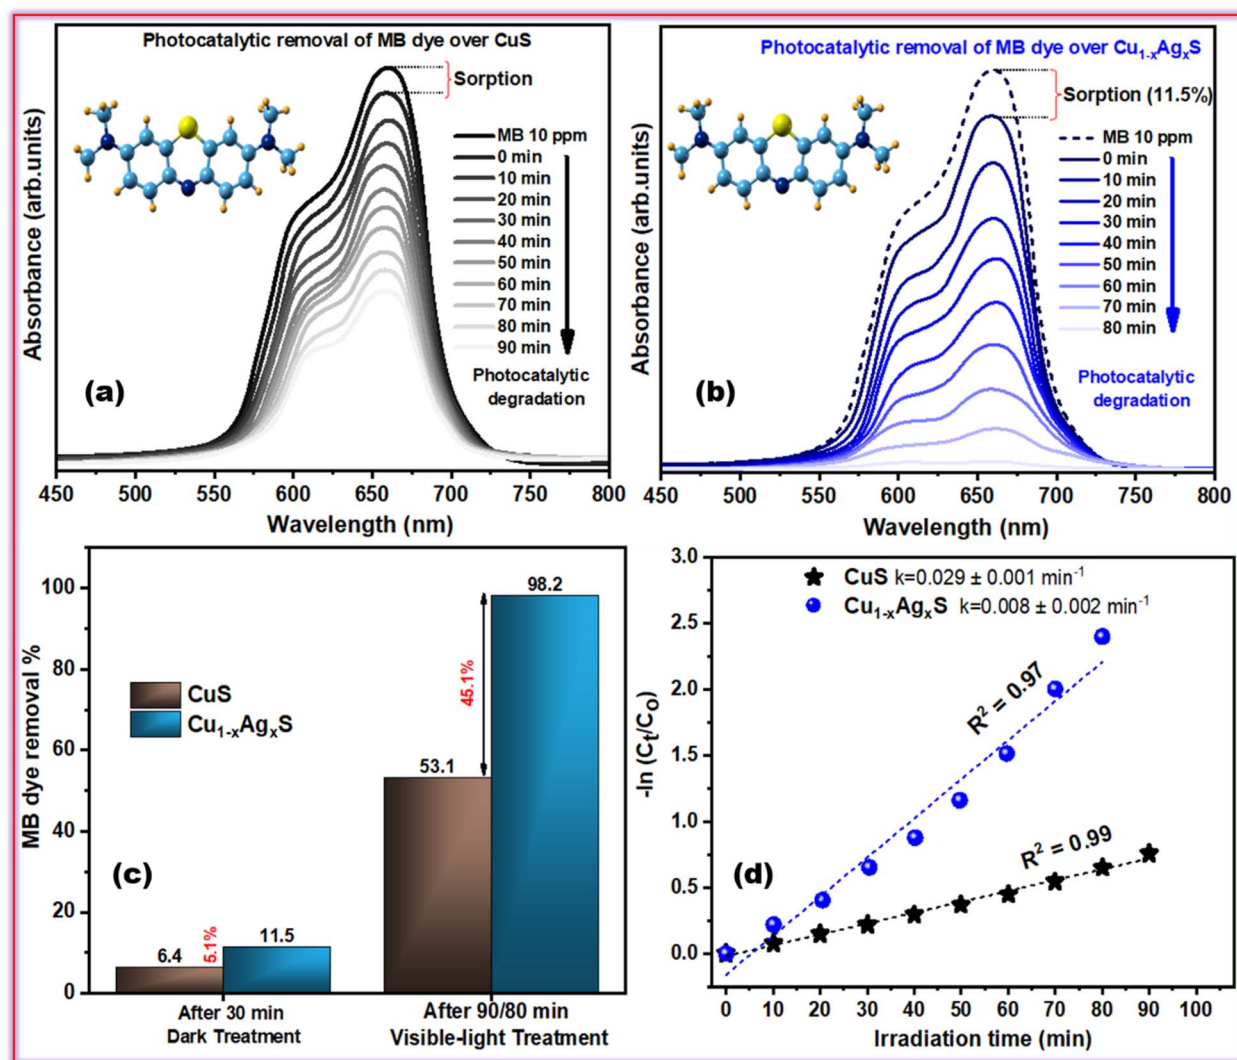 Photocatalytic removal of MB dye over CuS
Sorption
MB 10 ppm
0 min
10 min
20 min
30 min
40 min
50 min
60 min
70 min
80 min
90 min
Photocatalytic
degradation
(a)
Absorbance (arb.units)
450 500 550 600 650 700 750 800
Wavelength (nm)
Photocatalytic removal of MB dye over Cu₁₋ₓAgₓS
Sorption (11.5%)
MB 10 ppm
0 min
10 min
20 min
30 min
40 min
50 min
60 min
70 min
80 min
Photocatalytic
degradation
(b)
Absorbance (arb.units)
450 500 550 600 650 700 750 800
Wavelength (nm)
MB dye removal %
100
80
60
40
20
0
CuS
Cu₁₋ₓAgₓS
6.4
5.1%
11.5
53.1
45.1%
98.2
(c)
After 30 min
Dark Treatment
After 90/80 min
Visible-light Treatment
-ln (Ct/Co)
3.0
2.5
2.0
1.5
1.0
0.5
0.0
CuS k=0.029 ± 0.001 min⁻¹
Cu₁₋ₓAgₓS k=0.008 ± 0.002 min⁻¹
R² = 0.97
R² = 0.99
(d)
0 10 20 30 40 50 60 70 80 90 100
Irradiation time (min)